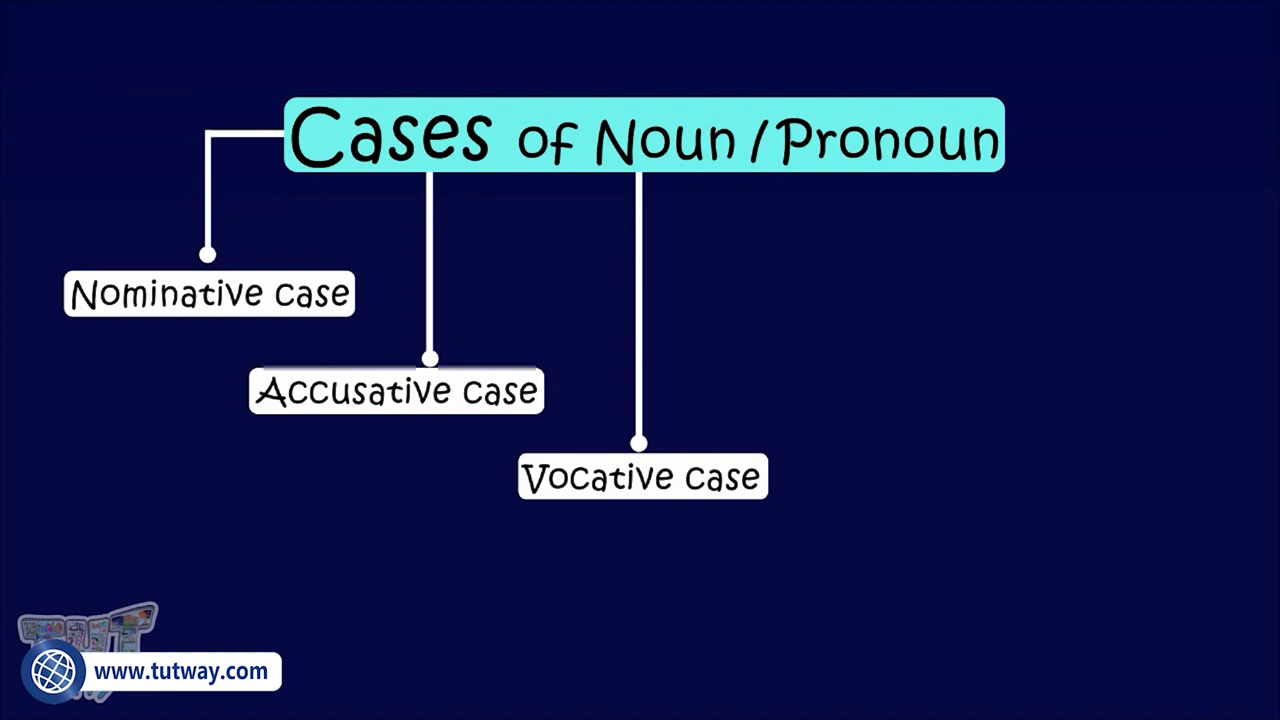 Cases of Noun / Pronoun
Nominative case
Accusative case
Vocative case
www.tutway.com